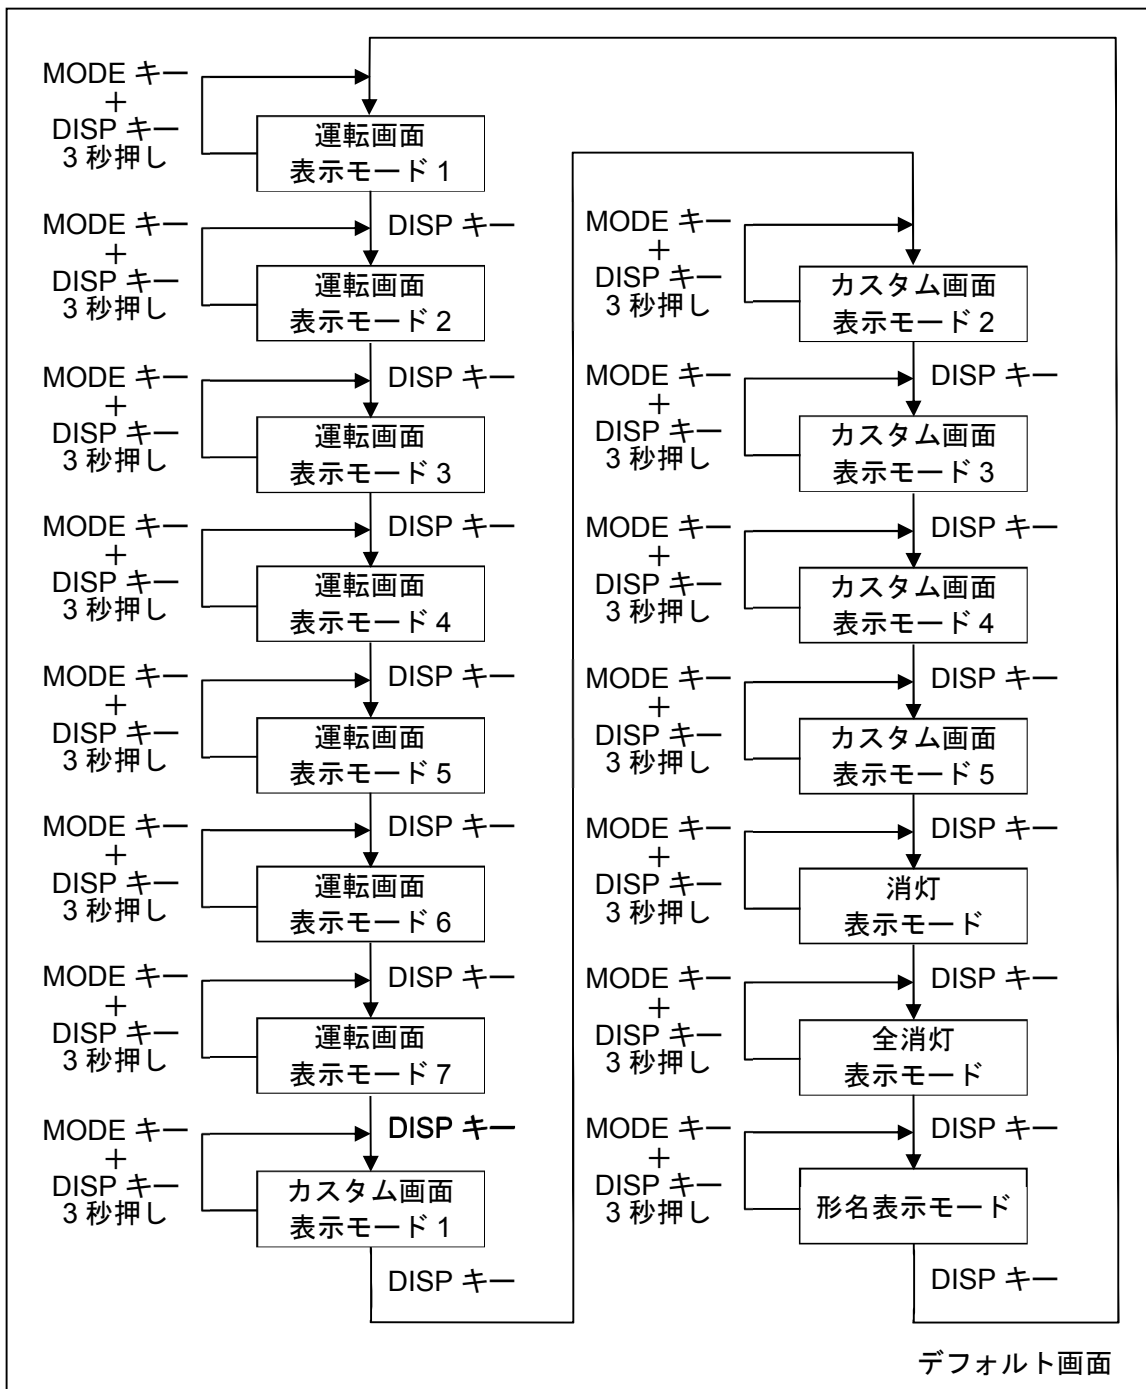 MODE キー
＋
DISP キー
3 秒押し
運転画面
表示モード 1
MODE キー
＋
DISP キー
3 秒押し
DISP キー
運転画面
表示モード 2
MODE キー
＋
DISP キー
3 秒押し
DISP キー
運転画面
表示モード 3
MODE キー
＋
DISP キー
3 秒押し
DISP キー
運転画面
表示モード 4
MODE キー
＋
DISP キー
3 秒押し
DISP キー
運転画面
表示モード 5
MODE キー
＋
DISP キー
3 秒押し
DISP キー
運転画面
表示モード 6
MODE キー
＋
DISP キー
3 秒押し
DISP キー
運転画面
表示モード 7
MODE キー
＋
DISP キー
3 秒押し
DISP キー
カスタム画面
表示モード 1
DISP キー
MODE キー
＋
DISP キー
3 秒押し
カスタム画面
表示モード 2
MODE キー
＋
DISP キー
3 秒押し
DISP キー
カスタム画面
表示モード 3
MODE キー
＋
DISP キー
3 秒押し
DISP キー
カスタム画面
表示モード 4
MODE キー
＋
DISP キー
3 秒押し
DISP キー
カスタム画面
表示モード 5
MODE キー
＋
DISP キー
3 秒押し
DISP キー
消灯
表示モード
MODE キー
＋
DISP キー
3 秒押し
DISP キー
全消灯
表示モード
MODE キー
＋
DISP キー
3 秒押し
DISP キー
形名表示モード
DISP キー
デフォルト画面